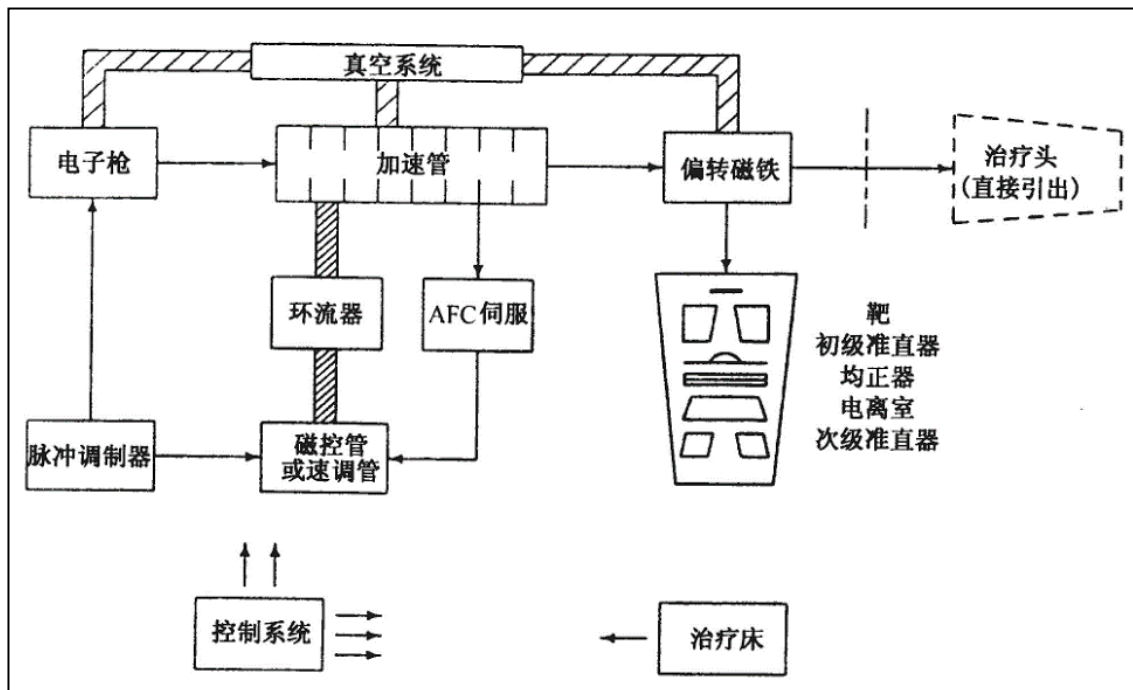 真空系统
电子枪
加速管
偏转磁铁
治疗头
(直接引出)
环流器
AFC伺服
靶
初级准直器
均正器
电离室
次级准直器
脉冲调制器
磁控管
或速调管
控制系统
治疗床